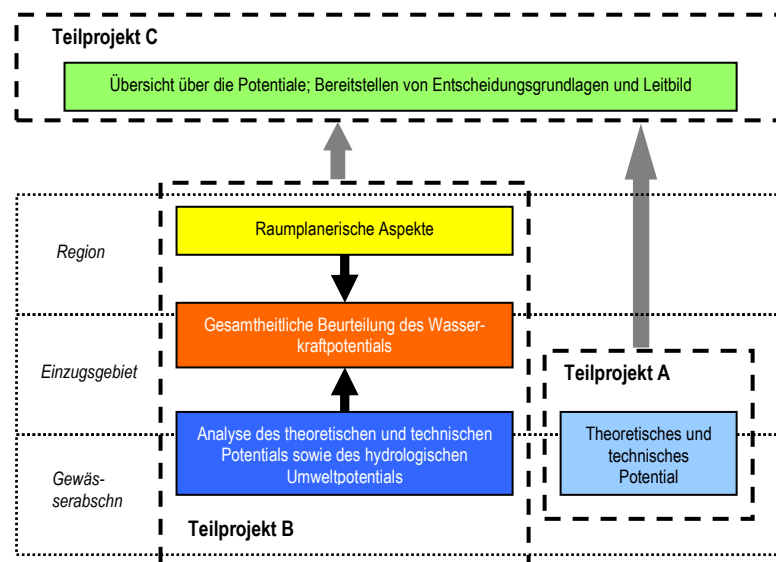 Teilprojekt C
Übersicht über die Potentiale; Bereitstellen von Entscheidungsgrundlagen und Leitbild
Region
Raumplanerische Aspekte
Gesamtheitliche Beurteilung des Wasser-
kraftpotentials
Einzugsgebiet
Teilprojekt A
Analyse des theoretischen und technischen
Potentials sowie des hydrologischen
Umweltpotentials
Theoretisches und
technisches
Potential
Gewäs-
serabschn
Teilprojekt B